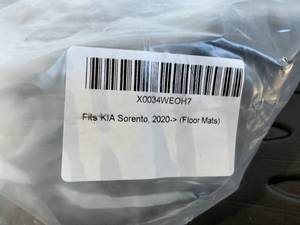 X0034WEOH7
Fits KIA Sorento, 2020-> (Floor Mats)